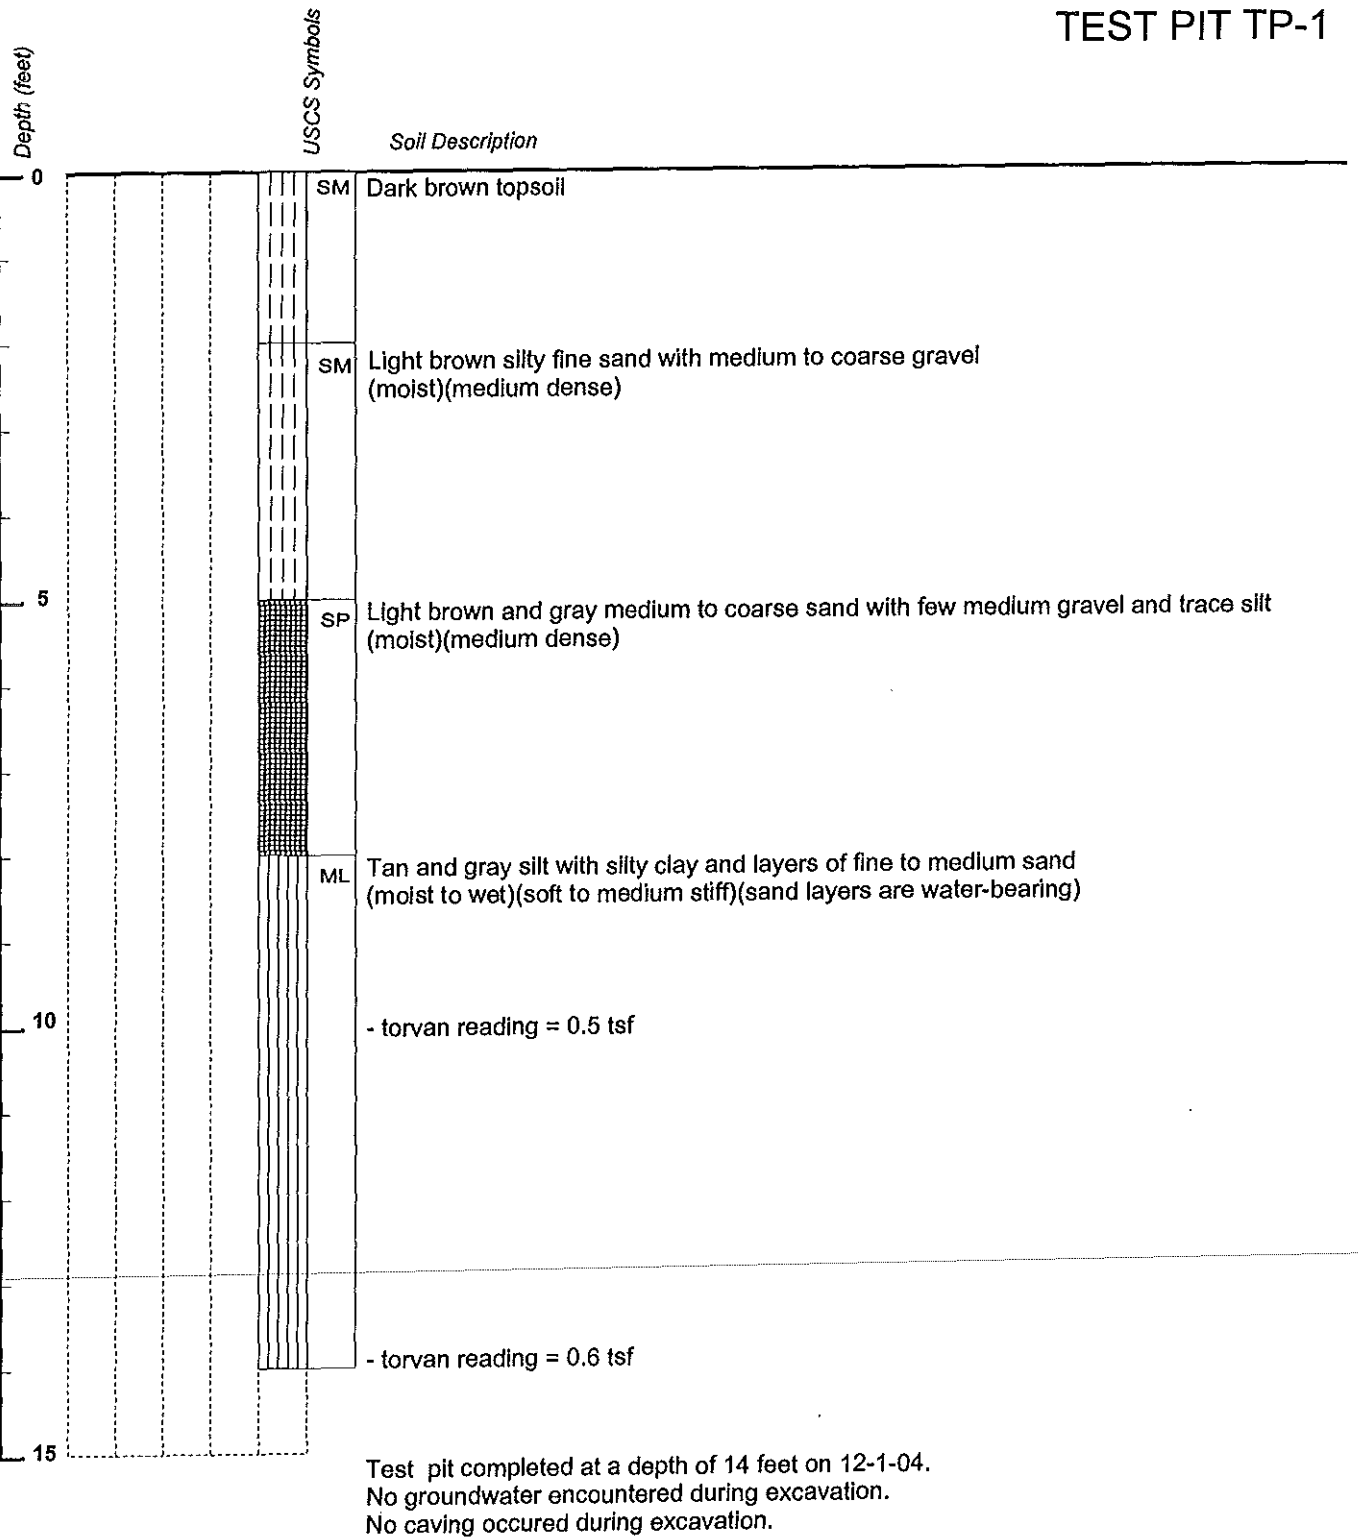 TEST PIT TP-1
Depth (feet)
USCS Symbols
Soil Description
0
SM
Dark brown topsoil
SM
Light brown silty fine sand with medium to coarse gravel
(moist)(medium dense)
5
SP
Light brown and gray medium to coarse sand with few medium gravel and trace silt
(moist)(medium dense)
ML
Tan and gray silt with silty clay and layers of fine to medium sand
(moist to wet)(soft to medium stiff)(sand layers are water-bearing)
10
- torvan reading = 0.5 tsf
- torvan reading = 0.6 tsf
15
Test pit completed at a depth of 14 feet on 12-1-04.
No groundwater encountered during excavation.
No caving occured during excavation.